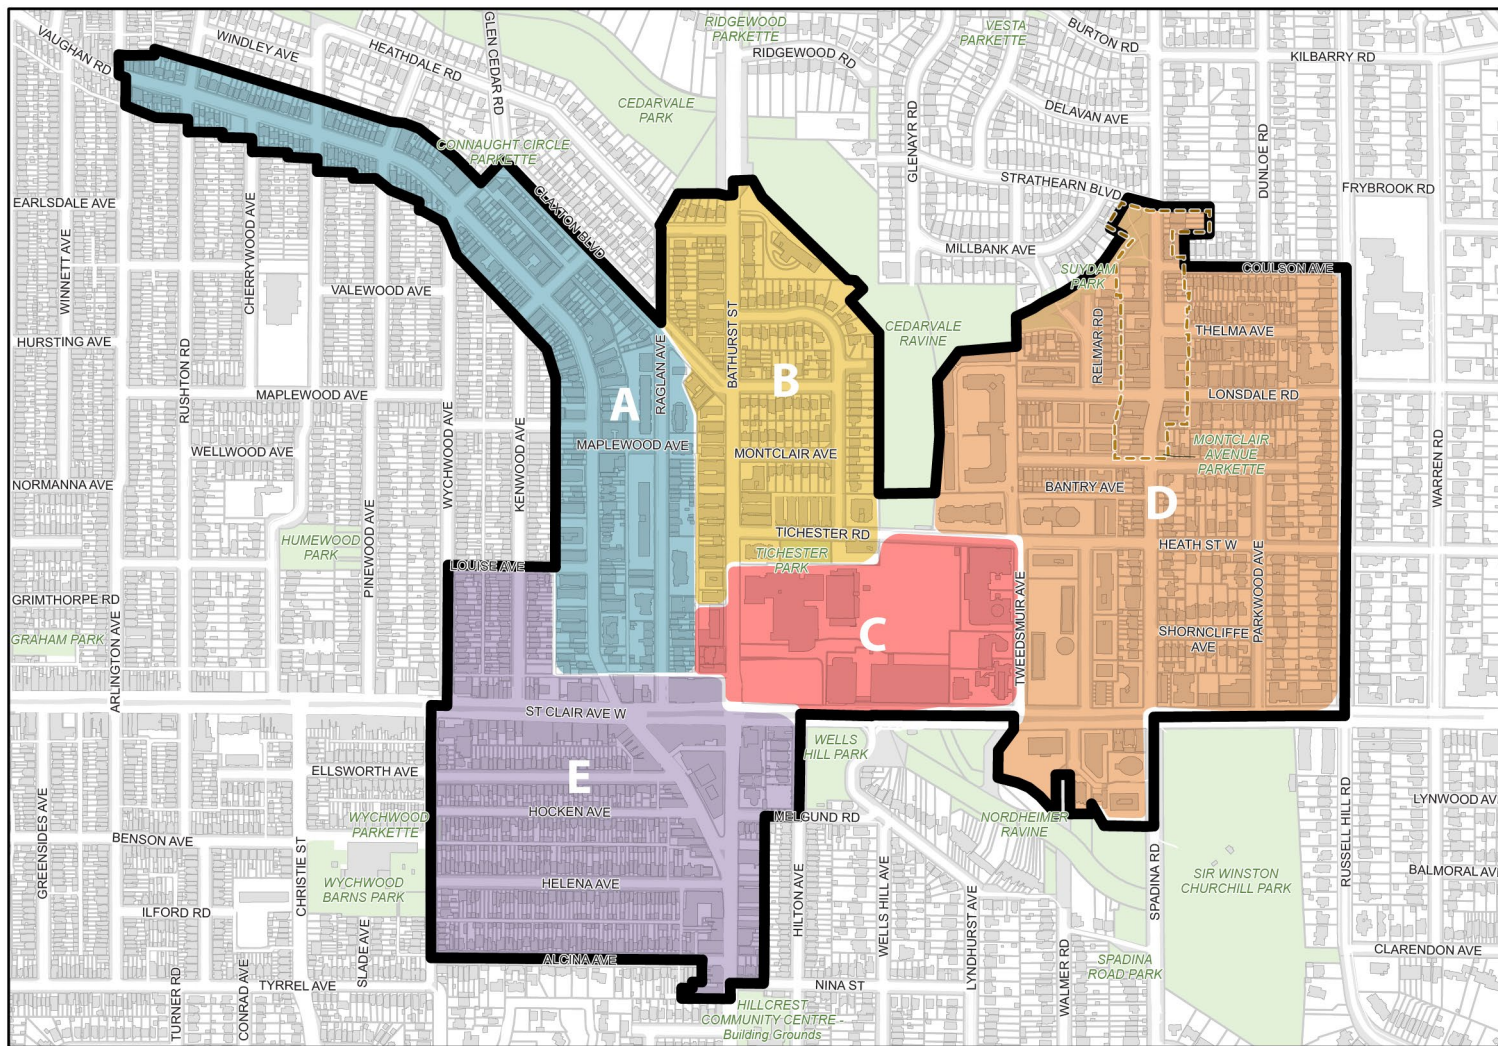 VAUGHAN RD
WINDLEY AVE
HEATHDALE RD
GLEN CEDAR RD
RIDGEWOOD
PARKETTE
RIDGEWOOD RD
VESTA
PARKETTE
BURTON RD
KILBARRY RD
CEDARVALE
PARK
GLENAYR RD
DELAVAN AVE
DUNLOE RD
CONNAUGHT CIRCLE
PARKETTE
STRATHEARN BLVD
FRYBROOK RD
EARLSDALE AVE
WINNETT AVE
CHERRYWOOD AVE
CLAXTON BLVD
MILLBANK AVE
SUYDAM
PARK
COULSON AVE
VALEWOOD AVE
HURSTING AVE
RUSHTON RD
BATHURST ST
RAGLAN AVE
CEDARVALE
RAVINE
RELMAR RD
THELMA AVE
MAPLEWOOD AVE
A
B
LONSDALE RD
WYCHWOOD AVE
KENWOOD AVE
WELLWOOD AVE
MAPLEWOOD AVE
MONTCLAIR AVE
MONTCLAIR
AVENUE
PARKETTE
WARREN RD
NORMANNA AVE
BANTRY AVE
D
PINEWOOD AVE
HUMEWOOD
PARK
TICHESTER RD
TICHESTER
PARK
HEATH ST W
LOUISE AVE
GRIMTHORPE RD
ARLINGTON AVE
GRAHAM PARK
C
TWEEDSMUIR AVE
SHORNCLIFFE
AVE
PARKWOOD AVE
ST CLAIR AVE W
WELLS
HILL PARK
ELLSWORTH AVE
E
GREENSIDES AVE
HOCKEN AVE
MELGUND RD
NORDHEIMER
RAVINE
RUSSELL HILL RD
LYNWOOD AVE
BENSON AVE
WYCHWOOD
PARKETTE
CHRISTIE ST
HELENA AVE
WYCHWOOD
BARNS PARK
HILTON AVE
WELLS HILL AVE
LYNDHURST AVE
SPADINA RD
SIR WINSTON
CHURCHILL PARK
BALMORAL AVE
ILFORD RD
SLADE AVE
WALMER RD
ALCINA AVE
SPADINA
ROAD PARK
CLARENDON AVE
TURNER RD
CONRAD AVE
TYRREL AVE
NINA ST
HILLCREST
COMMUNITY CENTRE -
Building Grounds